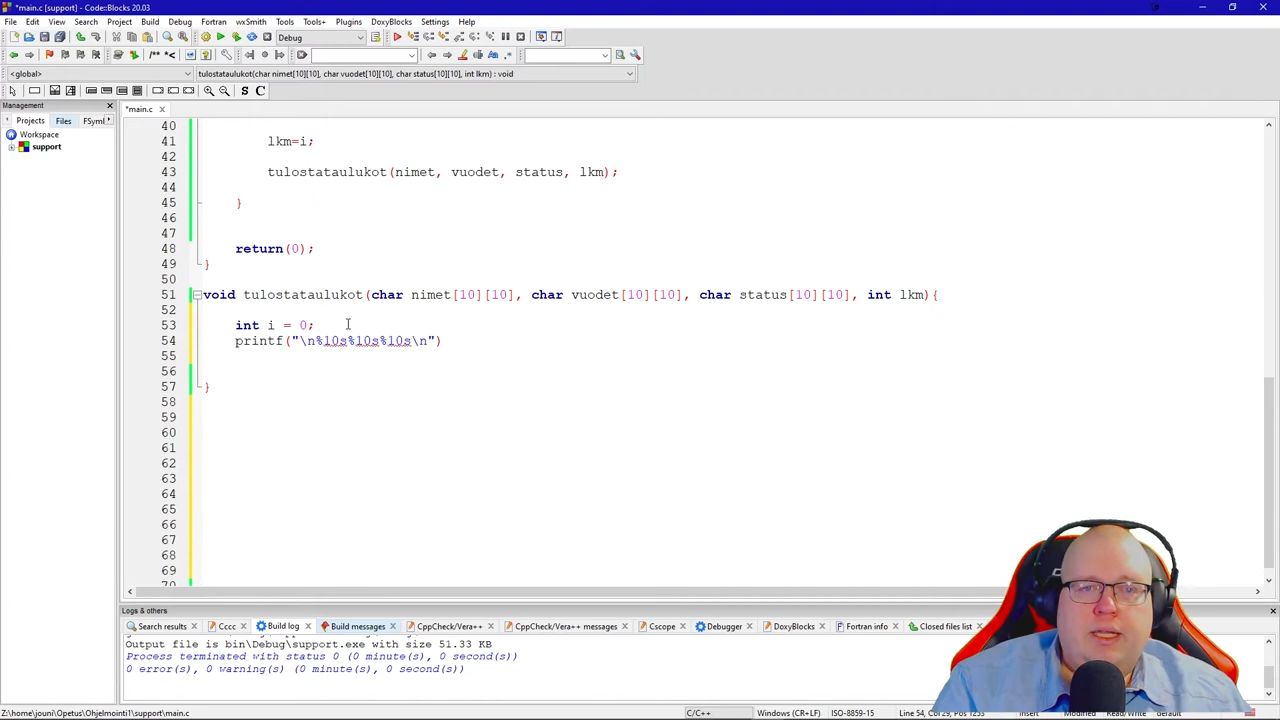 *main.c [support] - Code::Blocks 20.03
File Edit View Search Project Build Debug Fortran wxSmith Tools Tools+ Plugins DoxyBlocks Settings Help
Debug
/** *<
<global>
tulostataulukot(char nimet[10][10], char vuodet[10][10], char status[10][10], int lkm) : void
S C
Management
*main.c
Projects Files FSyml
Workspace
support
40
41 lkm=i;
42
43 tulostataulukot(nimet, vuodet, status, lkm);
44
45 }
46
47
48 return(0);
49 }
50
51 void tulostataulukot(char nimet[10][10], char vuodet[10][10], char status[10][10], int lkm){
52
53 int i = 0;
54 printf("\n%10s%10s%10s\n")
55
56
57 }
58
59
60
61
62
63
64
65
66
67
68
69
70
Logs & others
Search results Cccc Build log Build messages CppCheck/Vera++ CppCheck/Vera++ messages Cscope Debugger DoxyBlocks Fortran info Closed files list
Output file is bin\Debug\support.exe with size 51.33 KB
Process terminated with status 0 (0 minute(s), 0 second(s))
0 error(s), 0 warning(s) (0 minute(s), 0 second(s))
Z:\home\jouni\Opetus\Ohjelmointi1\support\main.c C/C++ Windows (CR+LF) ISO-8859-15 Line 54, Col 29, Pos 1253 Insert Modified Read/Write default